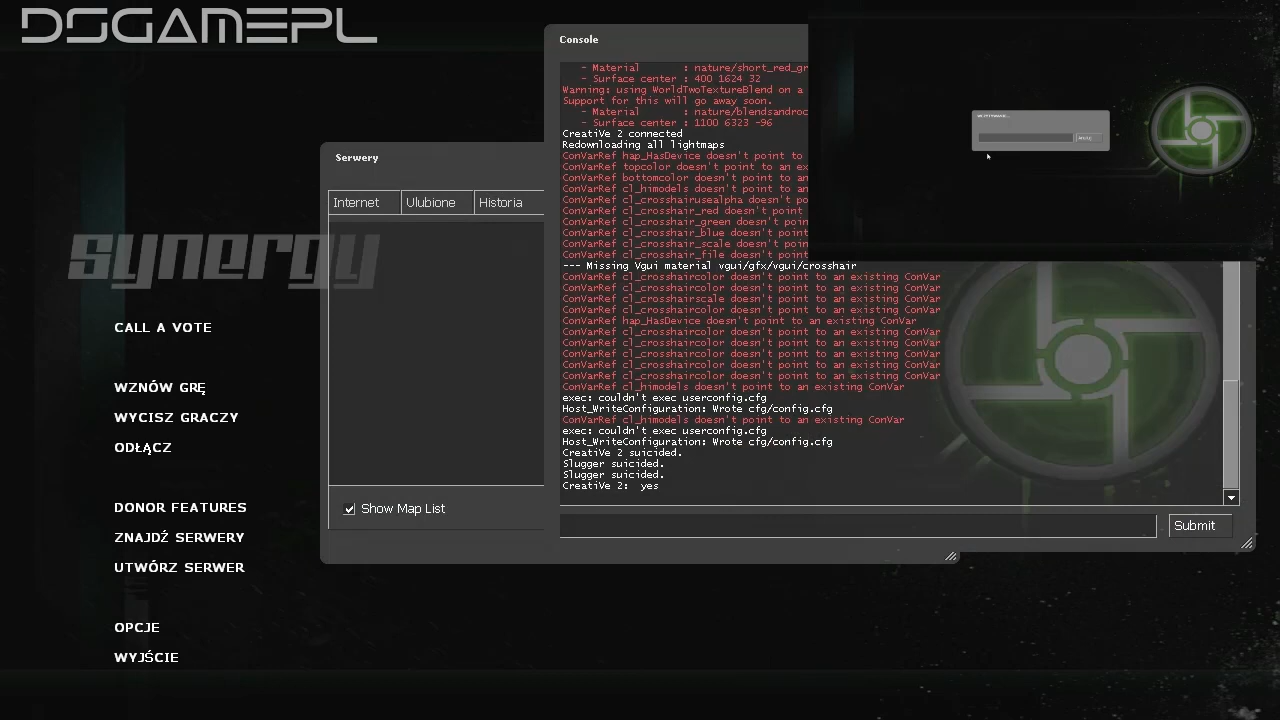 DSGAMEPL
synergy
CALL A VOTE
WZNÓW GRĘ
WYCISZ GRACZY
ODŁĄCZ
DONOR FEATURES
ZNAJDŹ SERWERY
UTWÓRZ SERWER
OPCJE
WYJŚCIE
Serwery
Internet
Ulubione
Historia
Show Map List
Console
- Material : nature/short_red_gr
- Surface center : 400 1624 32
Warning: using WorldTwoTextureBlend on a
Support for this will go away soon.
- Material : nature/blendsandroc
- Surface center : 1100 6323 -96
CreatiVe 2 connected
Redownloading all lightmaps
ConVarRef hap_HasDevice doesn't point to
ConVarRef topcolor doesn't point to an ex
ConVarRef bottomcolor doesn't point to an
ConVarRef cl_himodels doesn't point to an
ConVarRef cl_crosshairusealpha doesn't po
ConVarRef cl_crosshair_red doesn't point
ConVarRef cl_crosshair_green doesn't poin
ConVarRef cl_crosshair_blue doesn't point
ConVarRef cl_crosshair_scale doesn't poin
ConVarRef cl_crosshair_file doesn't point
--- Missing Vgui material vgui/gfx/vgui/crosshair
ConVarRef cl_crosshaircolor doesn't point to an existing ConVar
ConVarRef cl_crosshaircolor doesn't point to an existing ConVar
ConVarRef cl_crosshairscale doesn't point to an existing ConVar
ConVarRef cl_crosshaircolor doesn't point to an existing ConVar
ConVarRef hap_HasDevice doesn't point to an existing ConVar
ConVarRef cl_crosshaircolor doesn't point to an existing ConVar
ConVarRef cl_crosshaircolor doesn't point to an existing ConVar
ConVarRef cl_crosshaircolor doesn't point to an existing ConVar
ConVarRef cl_crosshaircolor doesn't point to an existing ConVar
ConVarRef cl_crosshaircolor doesn't point to an existing ConVar
ConVarRef cl_himodels doesn't point to an existing ConVar
exec: couldn't exec userconfig.cfg
Host_WriteConfiguration: Wrote cfg/config.cfg
ConVarRef cl_himodels doesn't point to an existing ConVar
exec: couldn't exec userconfig.cfg
Host_WriteConfiguration: Wrote cfg/config.cfg
CreatiVe 2 suicided.
Slugger suicided.
Slugger suicided.
CreatiVe 2: yes
Submit